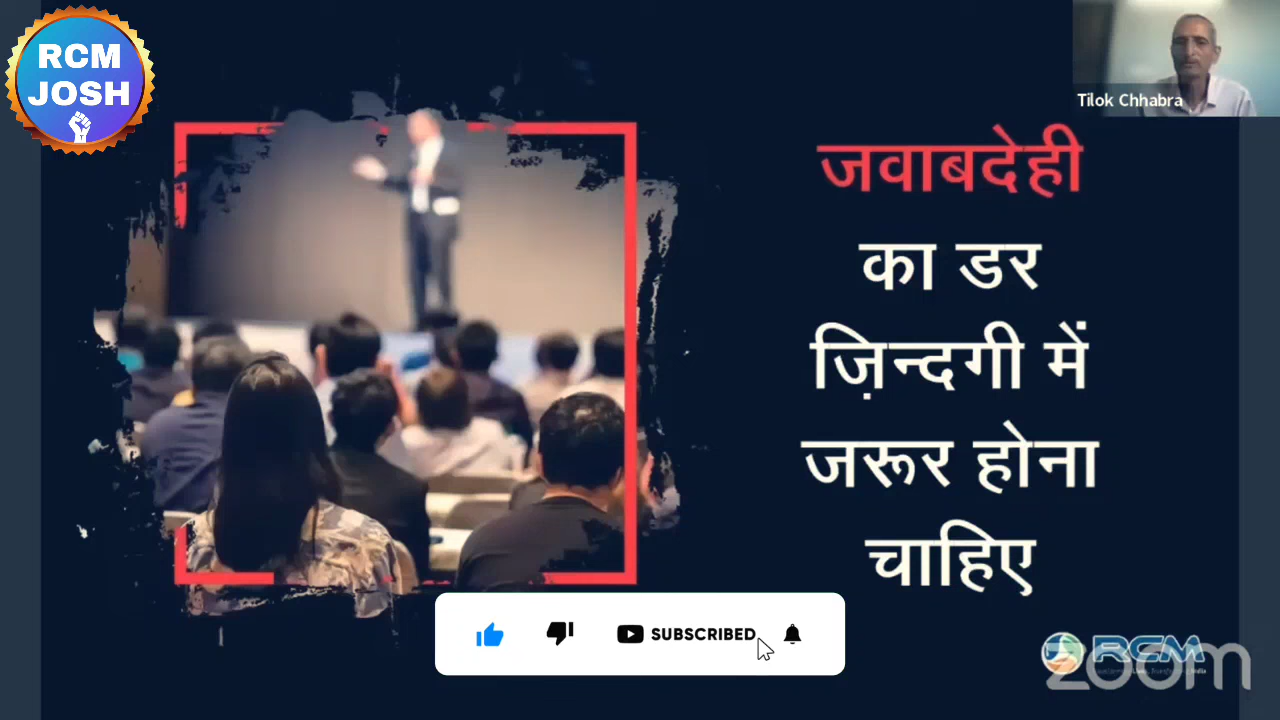 RCM
JOSH
Tilok Chhabra
जवाबदेही
का डर
ज़िन्दगी में
जरूर होना
चाहिए
SUBSCRIBED
RCM
zoom